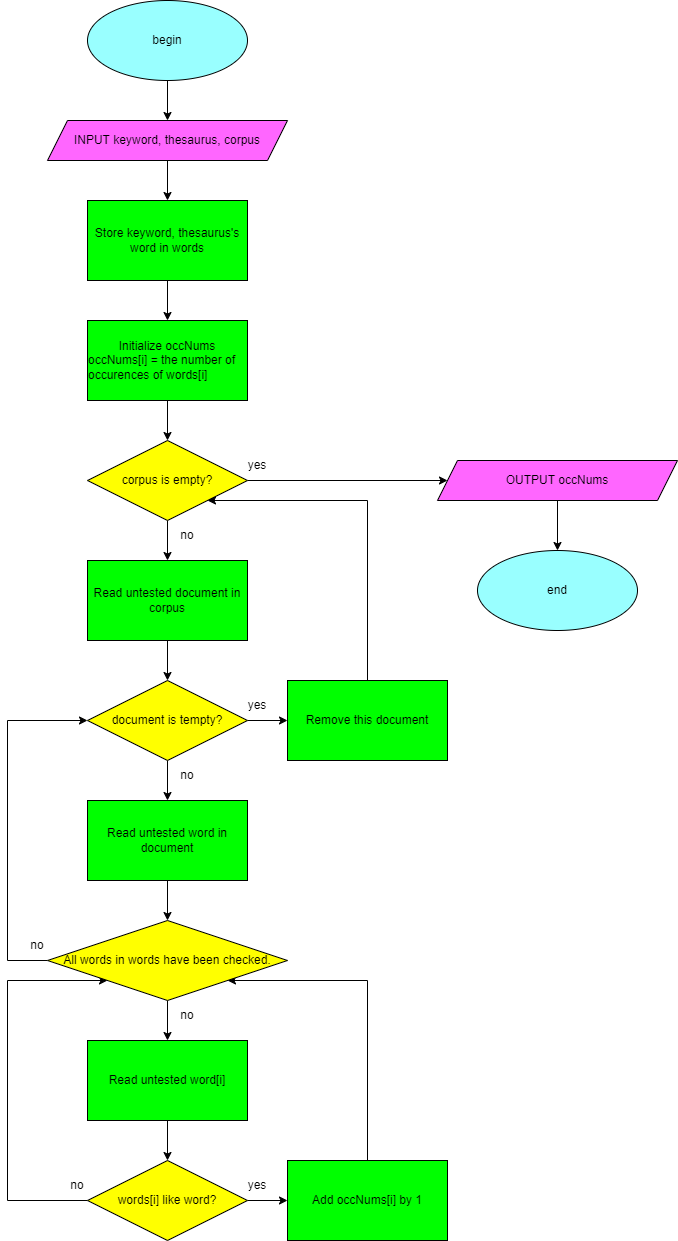 begin
INPUT keyword, thesaurus, corpus
Store keyword, thesaurus's
word in words
Initialize occNums
occNums[i] = the number of
occurences of words[i]
corpus is empty?
yes
OUTPUT occNums
no
end
Read untested document in
corpus
document is tempty?
yes
Remove this document
no
Read untested word in
document
no
All words in words have been checked.
no
Read untested word[i]
no
words[i] like word?
yes
Add occNums[i] by 1